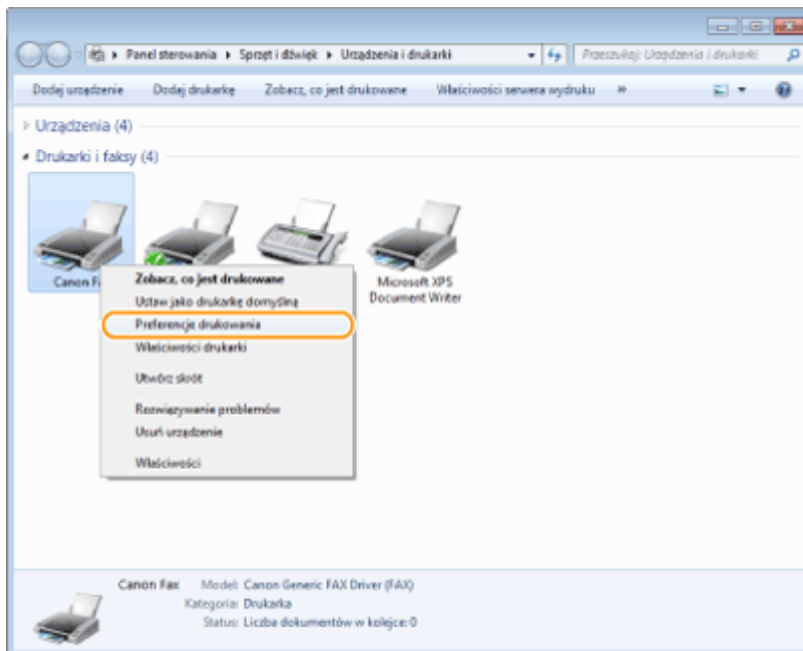 Panel sterowania ▸ Sprzęt i dźwięk ▸ Urządzenia i drukarki
Przeszukaj: Urządzenia i drukarki
Dodaj urządzenie Dodaj drukarkę Zobacz, co jest drukowane Właściwości serwera wydruku »
Urządzenia (4)
Drukarki i faksy (4)
Canon
Microsoft XPS
Document Writer
Zobacz, co jest drukowane
Ustaw jako drukarkę domyślną
Preferencje drukowania
Właściwości drukarki
Utwórz skrót
Rozwiązywanie problemów
Usuń urządzenie
Właściwości
Canon Fax Model: Canon Generic FAX Driver (FAX)
Kategoria: Drukarka
Status: Liczba dokumentów w kolejce: 0